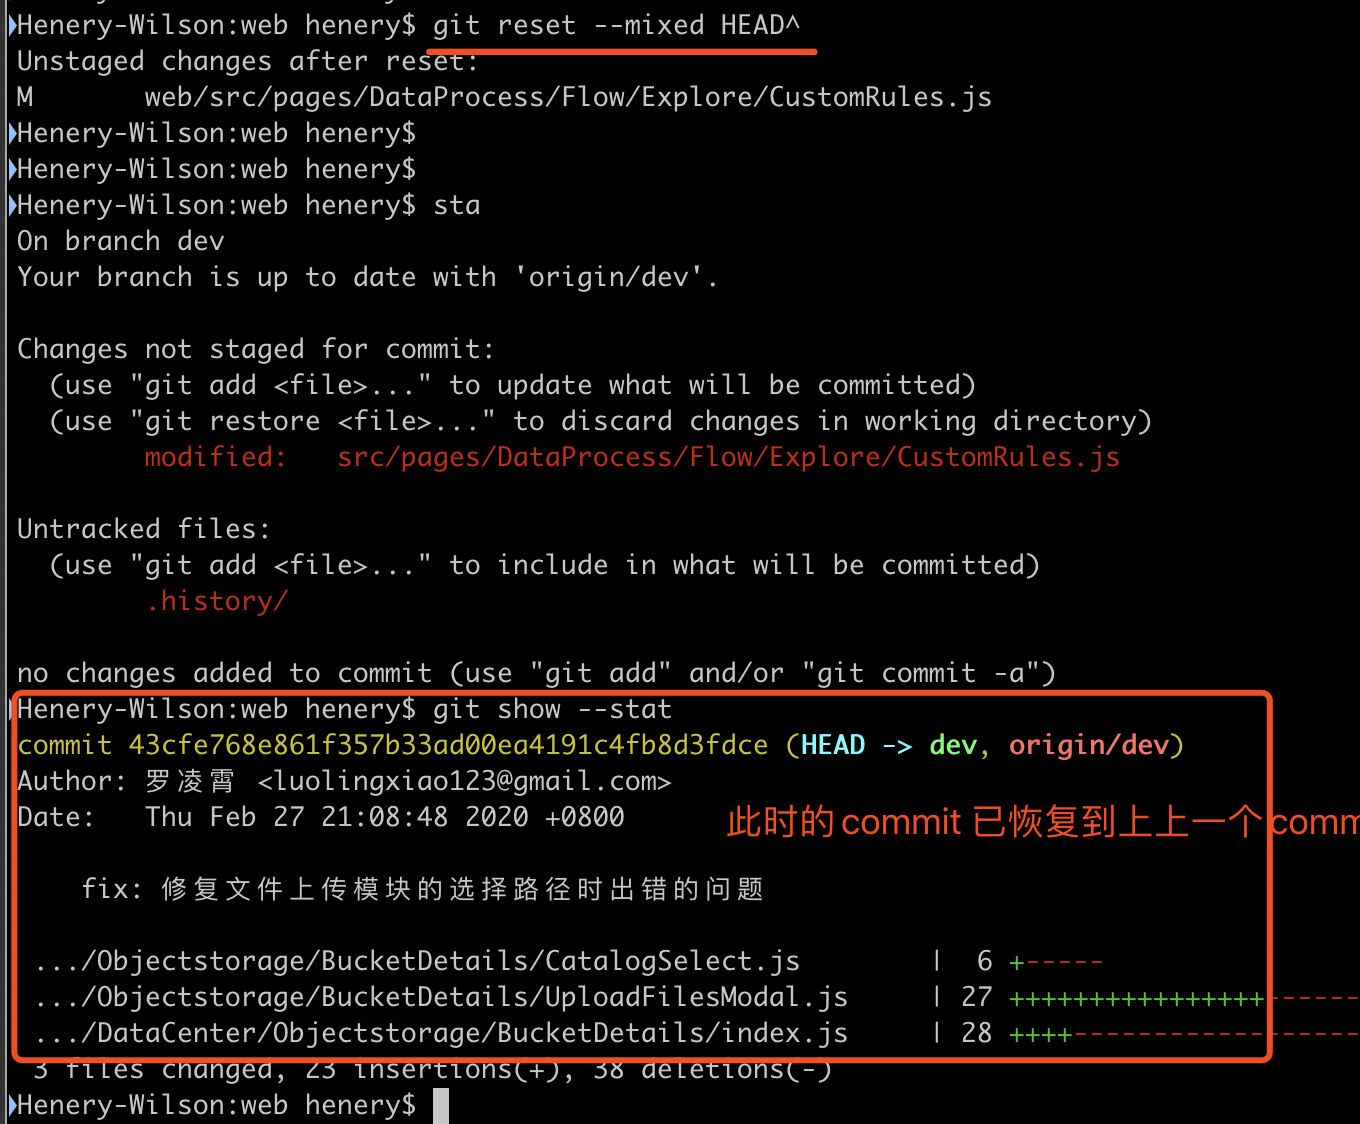 Henery-Wilson:web henery$ git reset --mixed HEAD^
Unstaged changes after reset:
M       web/src/pages/DataProcess/Flow/Explore/CustomRules.js
Henery-Wilson:web henery$
Henery-Wilson:web henery$
Henery-Wilson:web henery$ sta
On branch dev
Your branch is up to date with 'origin/dev'.
Changes not staged for commit:
  (use "git add <file>..." to update what will be committed)
  (use "git restore <file>..." to discard changes in working directory)
        modified:   src/pages/DataProcess/Flow/Explore/CustomRules.js
Untracked files:
  (use "git add <file>..." to include in what will be committed)
        .history/
no changes added to commit (use "git add" and/or "git commit -a")
Henery-Wilson:web henery$ git show --stat
commit 43cfe768e861f357b33ad00ea4191c4fb8d3fdce (HEAD -> dev, origin/dev)
Author: 罗凌霄 <luolingxiao123@gmail.com>
Date:   Thu Feb 27 21:08:48 2020 +0800
此时的 commit 已恢复到上上一个 comm
    fix: 修复文件上传模块的选择路径时出错的问题
 .../Objectstorage/BucketDetails/CatalogSelect.js        |  6 +-----
 .../Objectstorage/BucketDetails/UploadFilesModal.js     | 27 ++++++++++++++++------
 .../DataCenter/Objectstorage/BucketDetails/index.js     | 28 ++++------------------
 3 files changed, 23 insertions(+), 38 deletions(-)
Henery-Wilson:web henery$